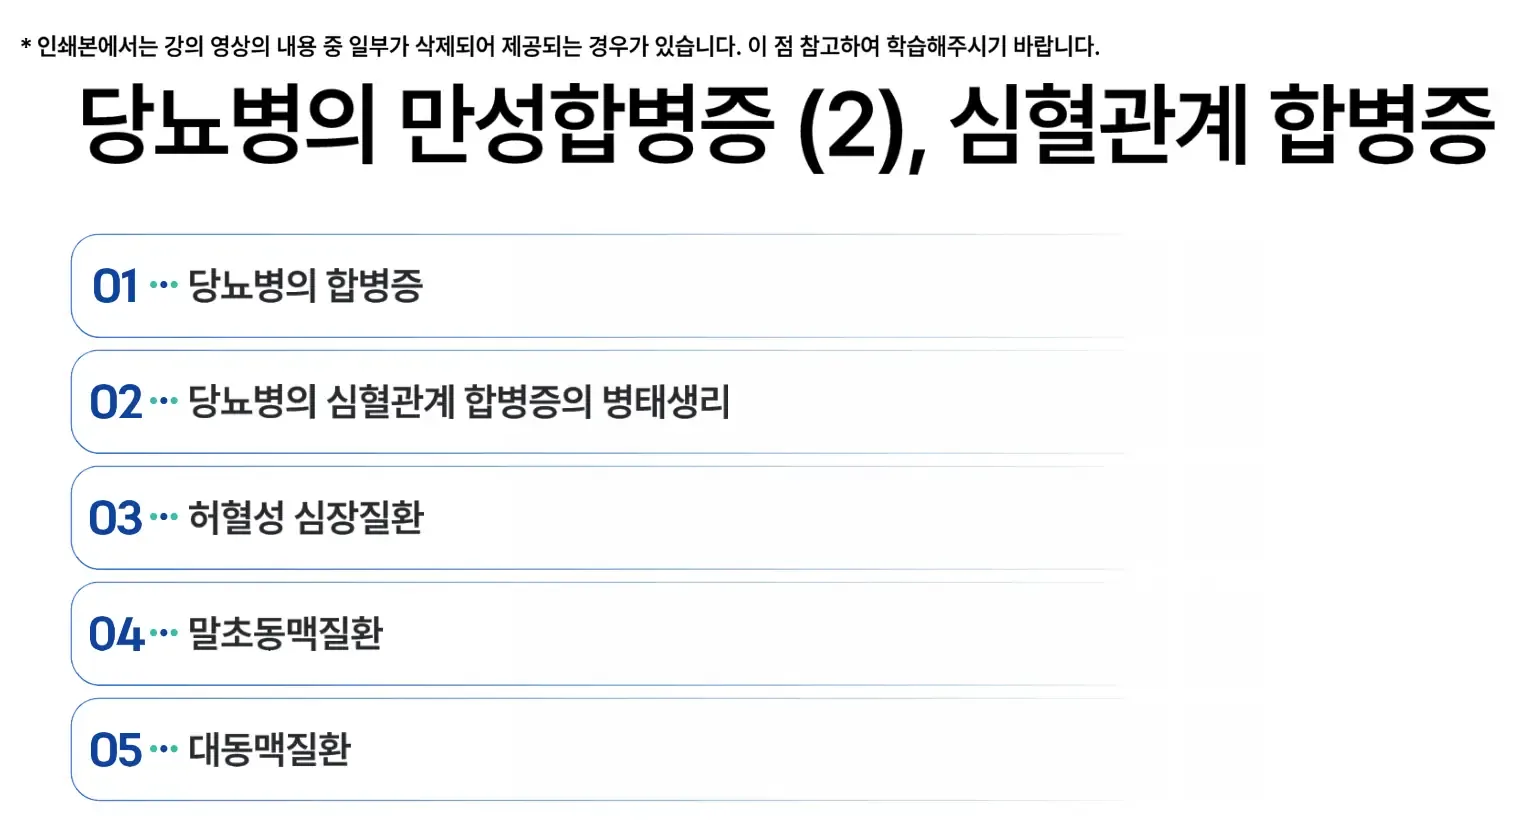 * 인쇄본에서는 강의 영상의 내용 중 일부가 삭제되어 제공되는 경우가 있습니다. 이 점 참고하여 학습해주시기 바랍니다.
당뇨병의 만성합병증 (2), 심혈관계 합병증
01 ··· 당뇨병의 합병증
02 ··· 당뇨병의 심혈관계 합병증의 병태생리
03 ··· 허혈성 심장질환
04 ··· 말초동맥질환
05 ··· 대동맥질환